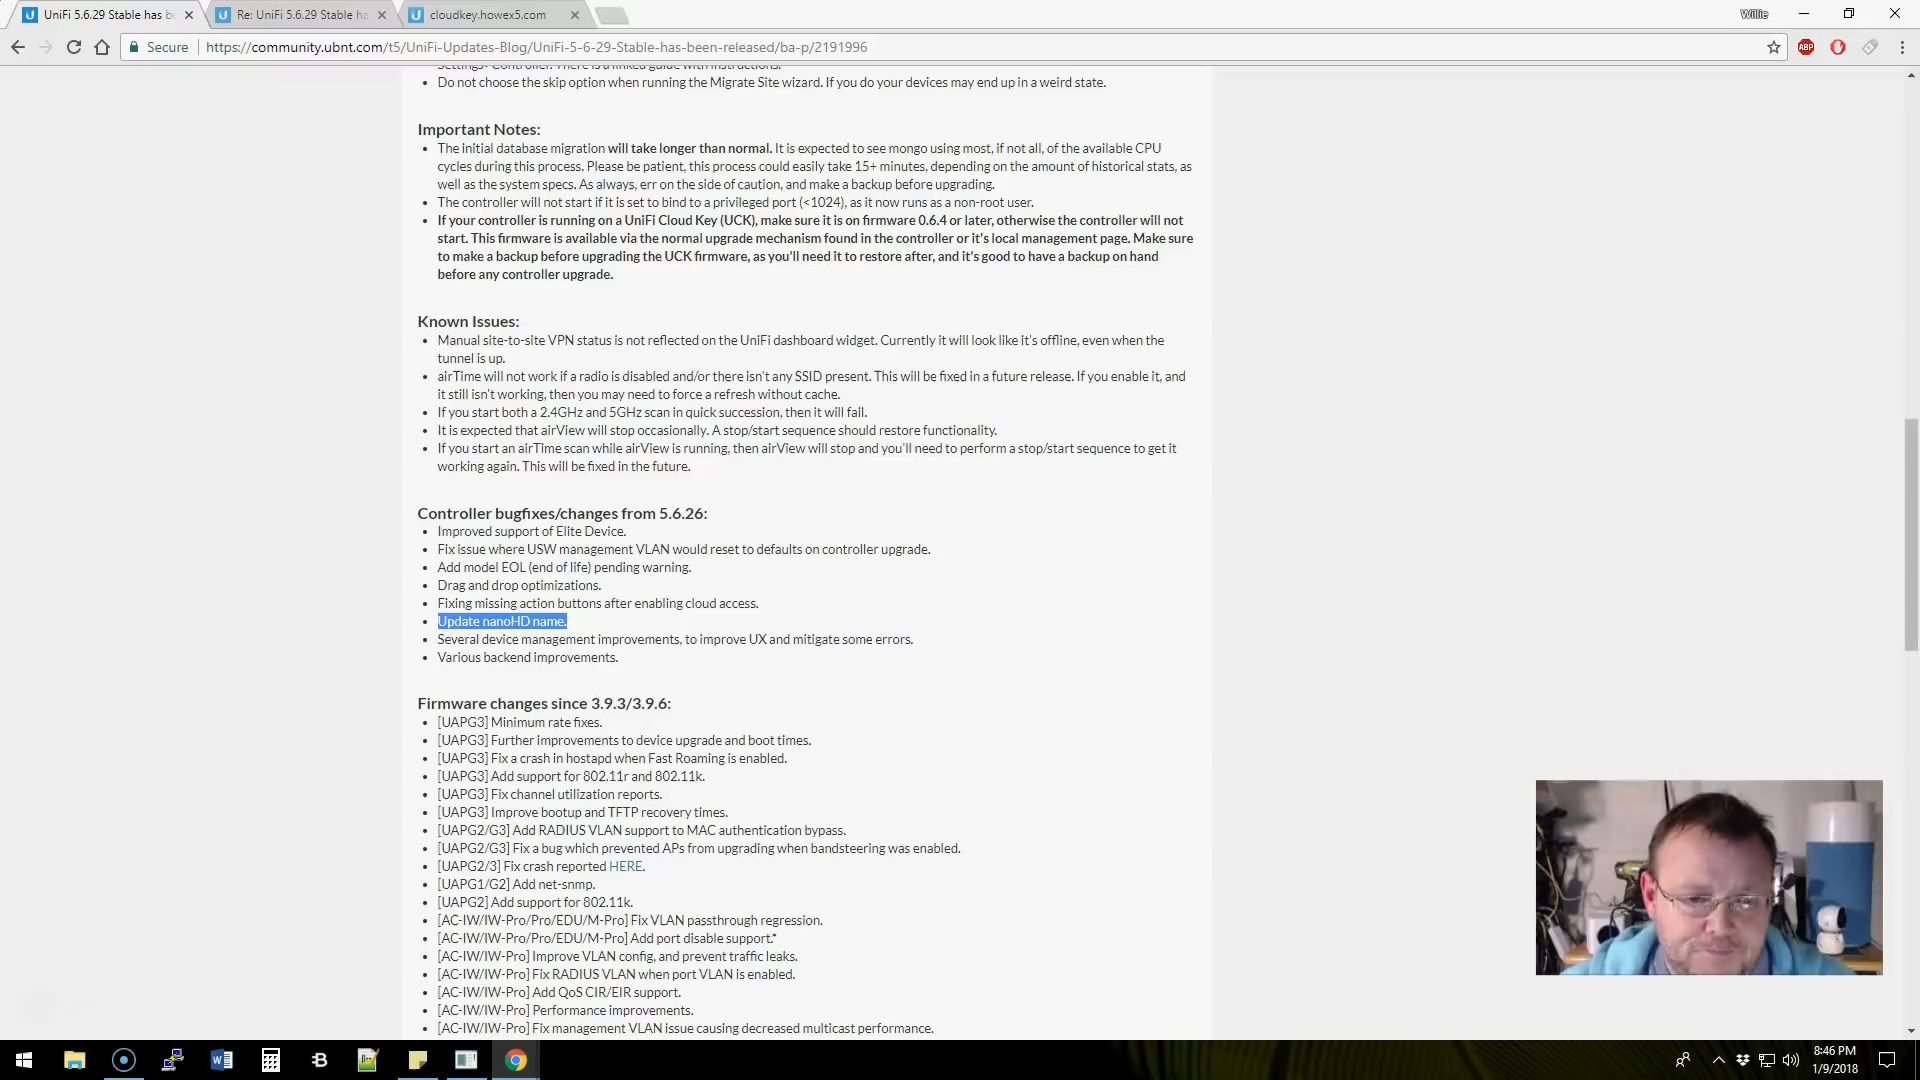 UniFi 5.6.29 Stable has be
Re: UniFi 5.6.29 Stable ha
cloudkey.howex5.com
Willie
Secure
https://community.ubnt.com/t5/UniFi-Updates-Blog/UniFi-5-6-29-Stable-has-been-released/ba-p/2191996
ABP
Settings>Controller. There is a linked guide with instructions.
Do not choose the skip option when running the Migrate Site wizard. If you do your devices may end up in a weird state.
Important Notes:
The initial database migration will take longer than normal. It is expected to see mongo using most, if not all, of the available CPU
cycles during this process. Please be patient, this process could easily take 15+ minutes, depending on the amount of historical stats, as
well as the system specs. As always, err on the side of caution, and make a backup before upgrading.
The controller will not start if it is set to bind to a privileged port (<1024), as it now runs as a non-root user.
If your controller is running on a UniFi Cloud Key (UCK), make sure it is on firmware 0.6.4 or later, otherwise the controller will not
start. This firmware is available via the normal upgrade mechanism found in the controller or it's local management page. Make sure
to make a backup before upgrading the UCK firmware, as you'll need it to restore after, and it's good to have a backup on hand
before any controller upgrade.
Known Issues:
Manual site-to-site VPN status is not reflected on the UniFi dashboard widget. Currently it will look like it's offline, even when the
tunnel is up.
airTime will not work if a radio is disabled and/or there isn't any SSID present. This will be fixed in a future release. If you enable it, and
it still isn't working, then you may need to force a refresh without cache.
If you start both a 2.4GHz and 5GHz scan in quick succession, then it will fail.
It is expected that airView will stop occasionally. A stop/start sequence should restore functionality.
If you start an airTime scan while airView is running, then airView will stop and you'll need to perform a stop/start sequence to get it
working again. This will be fixed in the future.
Controller bugfixes/changes from 5.6.26:
Improved support of Elite Device.
Fix issue where USW management VLAN would reset to defaults on controller upgrade.
Add model EOL (end of life) pending warning.
Drag and drop optimizations.
Fixing missing action buttons after enabling cloud access.
Update nanoHD name.
Several device management improvements, to improve UX and mitigate some errors.
Various backend improvements.
Firmware changes since 3.9.3/3.9.6:
[UAPG3] Minimum rate fixes.
[UAPG3] Further improvements to device upgrade and boot times.
[UAPG3] Fix a crash in hostapd when Fast Roaming is enabled.
[UAPG3] Add support for 802.11r and 802.11k.
[UAPG3] Fix channel utilization reports.
[UAPG3] Improve bootup and TFTP recovery times.
[UAPG2/G3] Add RADIUS VLAN support to MAC authentication bypass.
[UAPG2/G3] Fix a bug which prevented APs from upgrading when bandsteering was enabled.
[UAPG2/3] Fix crash reported HERE.
[UAPG1/G2] Add net-snmp.
[UAPG2] Add support for 802.11k.
[AC-IW/IW-Pro/Pro/EDU/M-Pro] Fix VLAN passthrough regression.
[AC-IW/IW-Pro/Pro/EDU/M-Pro] Add port disable support.*
[AC-IW/IW-Pro] Improve VLAN config, and prevent traffic leaks.
[AC-IW/IW-Pro] Fix RADIUS VLAN when port VLAN is enabled.
[AC-IW/IW-Pro] Add QoS CIR/EIR support.
[AC-IW/IW-Pro] Performance improvements.
[AC-IW/IW-Pro] Fix management VLAN issue causing decreased multicast performance.
8:46 PM
1/9/2018